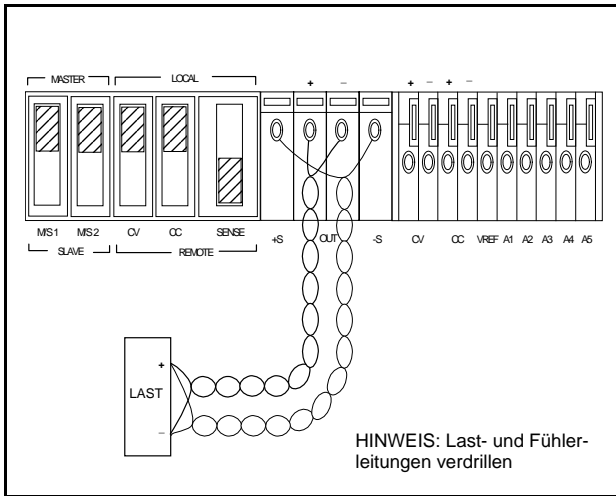 MASTER LOCAL
+ – + – + –
M/S 1 M/S 2 CV CC SENSE +S OUT -S CV CC VREF A1 A2 A3 A4 A5
SLAVE REMOTE
+
LAST
–
HINWEIS: Last- und Fühler-
leitungen verdrillen